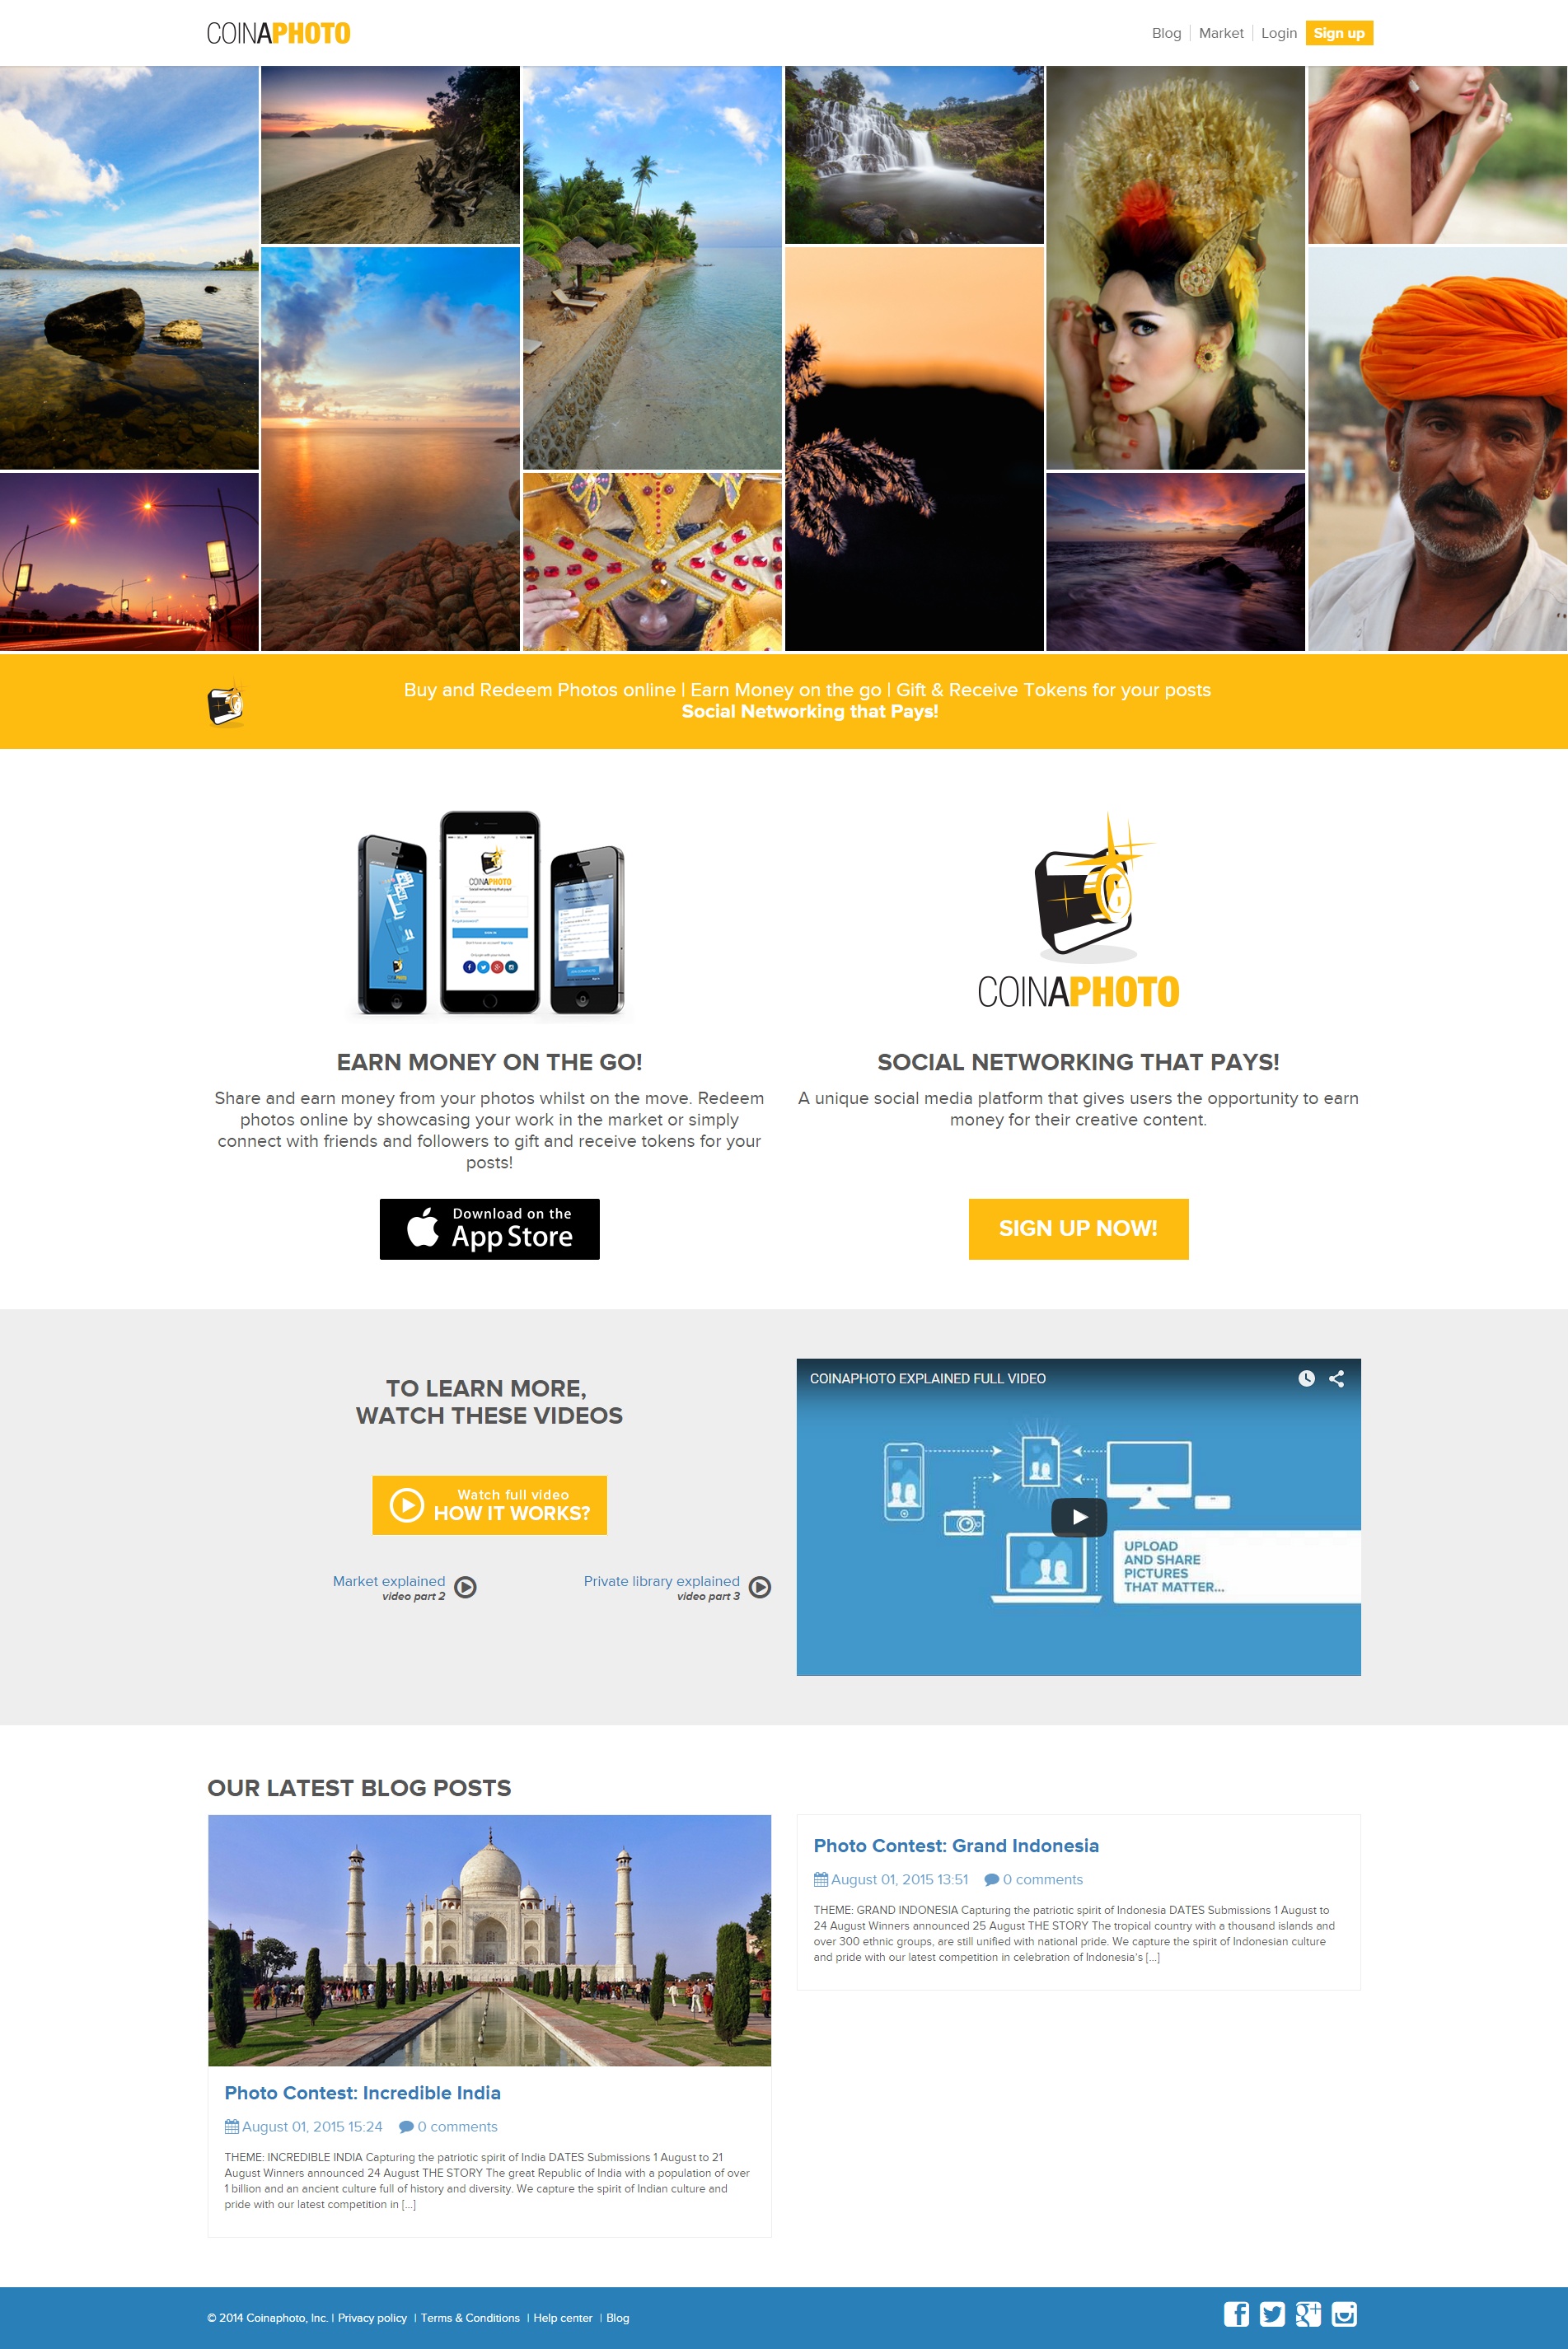 COINAPHOTO
Blog
Market
Login
Sign up
Buy and Redeem Photos online | Earn Money on the go | Gift & Receive Tokens for your posts
Social Networking that Pays!
COINAPHOTO
SIGN IN
COINAPHOTO
EARN MONEY ON THE GO!
Share and earn money from your photos whilst on the move. Redeem
photos online by showcasing your work in the market or simply
connect with friends and followers to gift and receive tokens for your
posts!
Download on the
App Store
SOCIAL NETWORKING THAT PAYS!
A unique social media platform that gives users the opportunity to earn
money for their creative content.
SIGN UP NOW!
TO LEARN MORE,
WATCH THESE VIDEOS
Watch full video
HOW IT WORKS?
Market explained
video part 2
Private library explained
video part 3
COINAPHOTO EXPLAINED FULL VIDEO
UPLOAD
AND SHARE
PICTURES
THAT MATTER...
OUR LATEST BLOG POSTS
Photo Contest: Incredible India
August 01, 2015 15:24 0 comments
THEME: INCREDIBLE INDIA Capturing the patriotic spirit of India DATES Submissions 1 August to 21
August Winners announced 24 August THE STORY The great Republic of India with a population of over
1 billion and an ancient culture full of history and diversity. We capture the spirit of Indian culture and
pride with our latest competition in [...]
Photo Contest: Grand Indonesia
August 01, 2015 13:51 0 comments
THEME: GRAND INDONESIA Capturing the patriotic spirit of Indonesia DATES Submissions 1 August to
24 August Winners announced 25 August THE STORY The tropical country with a thousand islands and
over 300 ethnic groups, are still unified with national pride. We capture the spirit of Indonesian culture
and pride with our latest competition in celebration of Indonesia's [...]
© 2014 Coinaphoto, Inc. | Privacy policy | Terms & Conditions | Help center | Blog